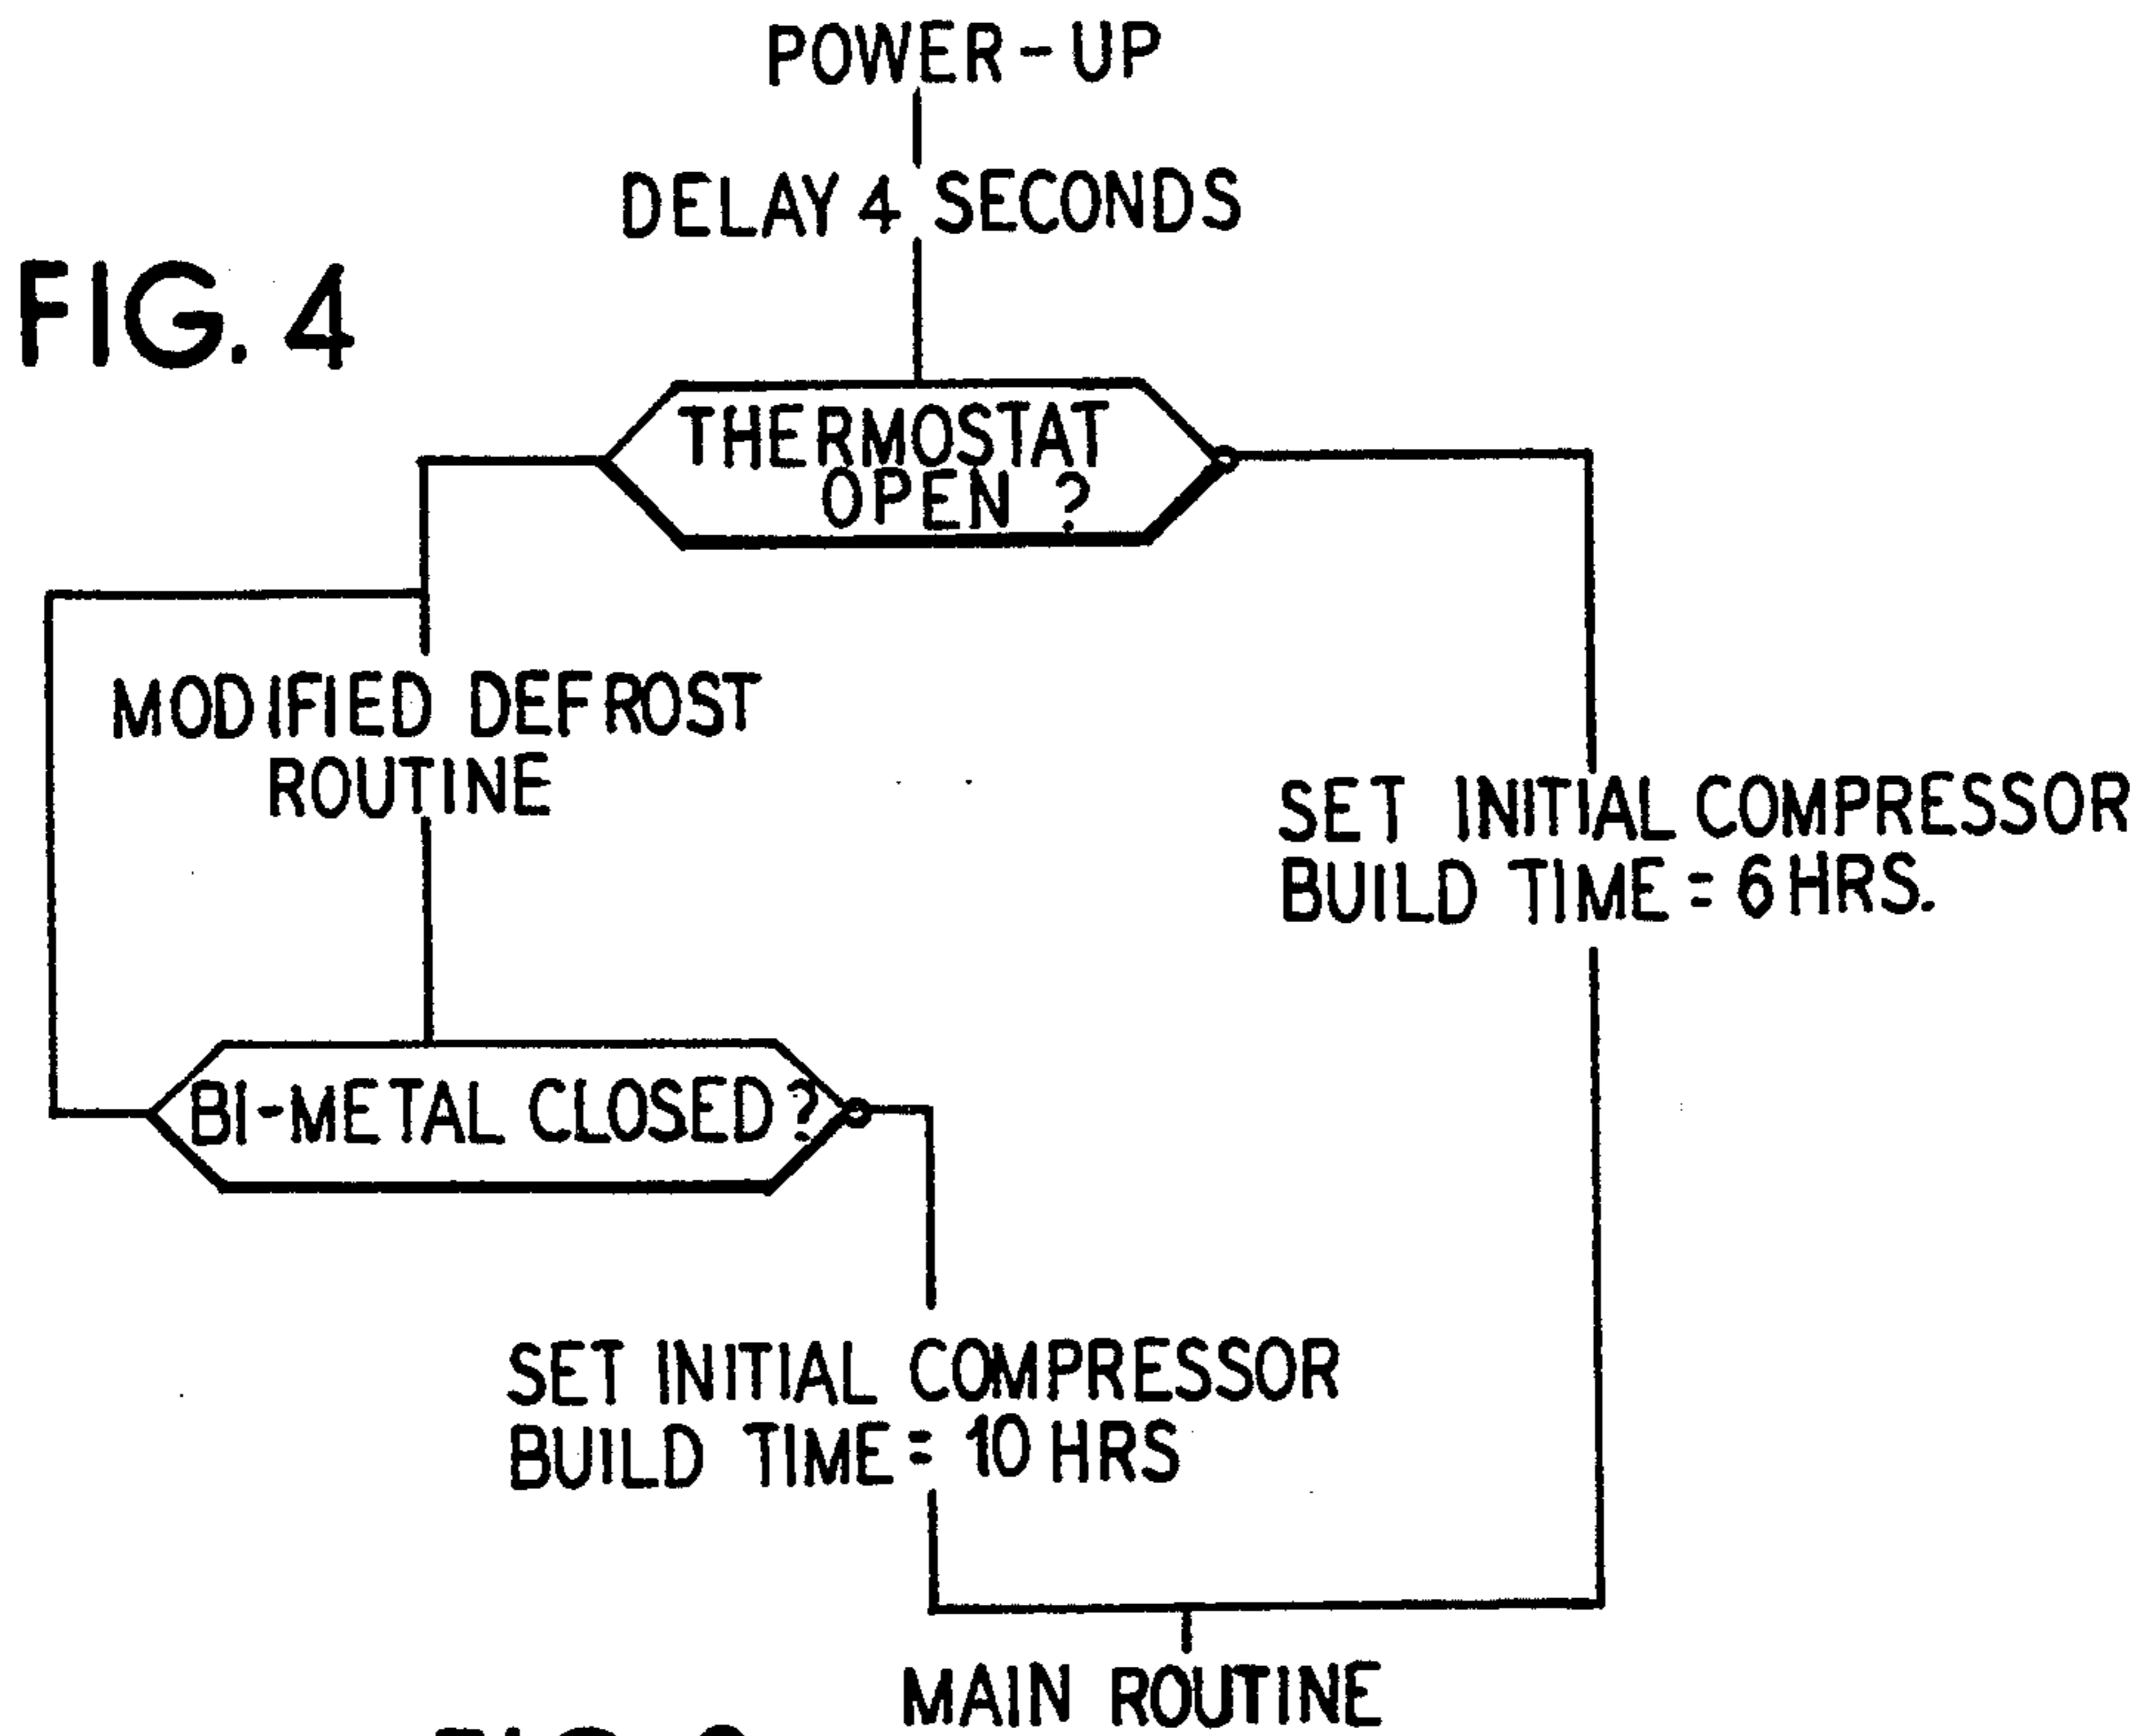 POWER-UP
DELAY 4 SECONDS
FIG. 4
THERMOSTAT
OPEN ?
MODIFIED DEFROST
ROUTINE
SET INITIAL COMPRESSOR
BUILD TIME = 6 HRS.
BI-METAL CLOSED?
SET INITIAL COMPRESSOR
BUILD TIME = 10 HRS
MAIN ROUTINE